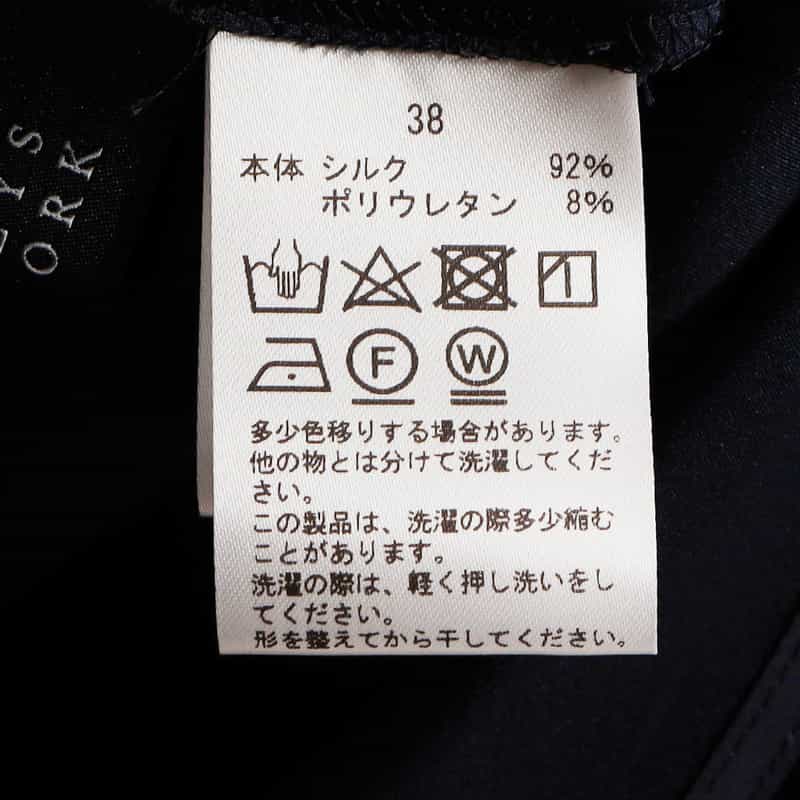 38
本体 シルク 92%
ポリウレタン 8%
F W
多少色移りする場合があります。
他の物とは分けて洗濯してくだ
さい。
この製品は、洗濯の際多少縮む
ことがあります。
洗濯の際は、軽く押し洗いをし
てください。
形を整えてから干してください。
YS
ORK